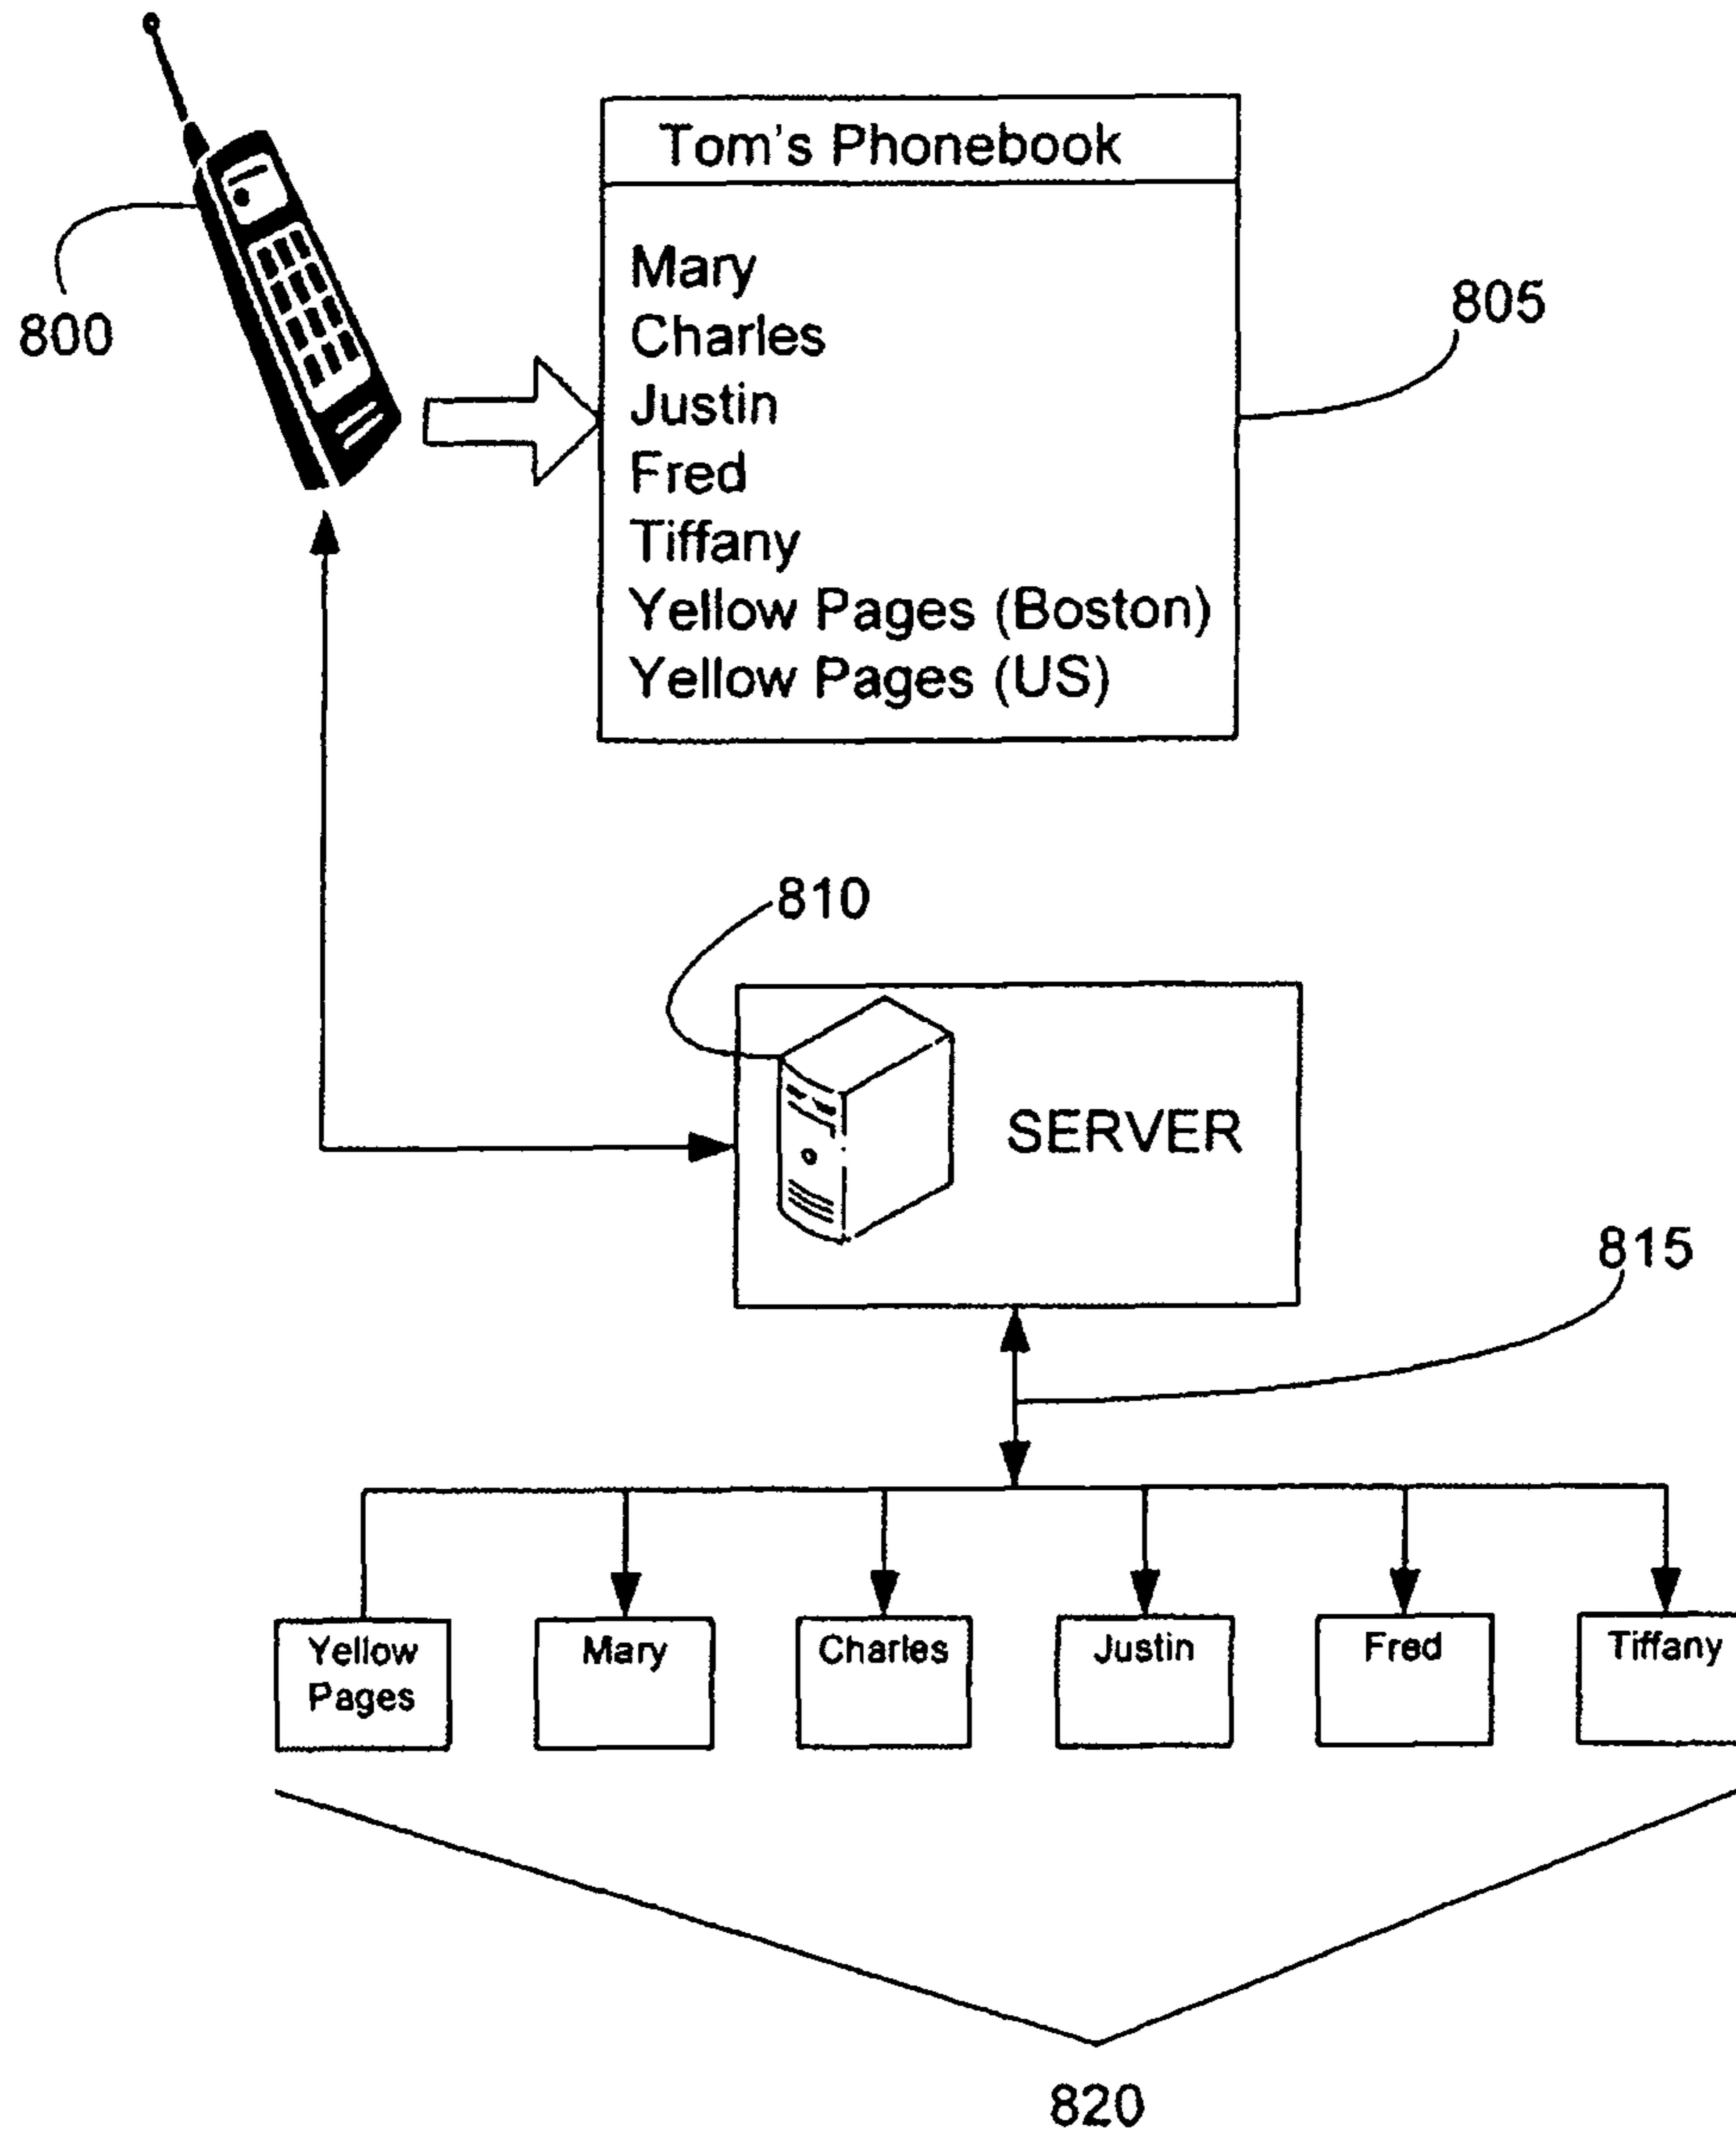 Tom's Phonebook
800
Mary
Charles
Justin
Fred
Tiffany
Yellow Pages (Boston)
Yellow Pages (US)
805
810
SERVER
815
Yellow
Pages
Mary
Charles
Justin
Fred
Tiffany
820